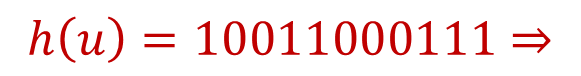 h(u) = 10011000111 ⇒